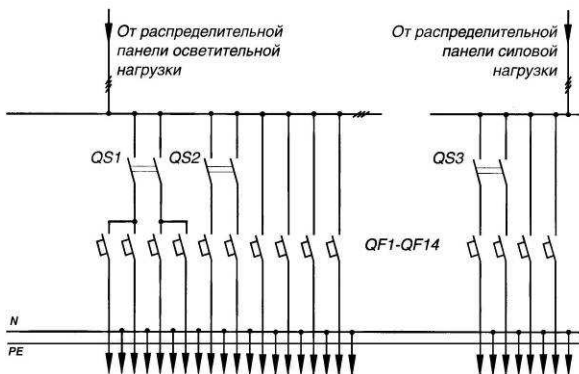 От распределительной
панели осветительной
нагрузки
От распределительной
панели силовой
нагрузки
QS1
QS2
QS3
QF1-QF14
N
PE